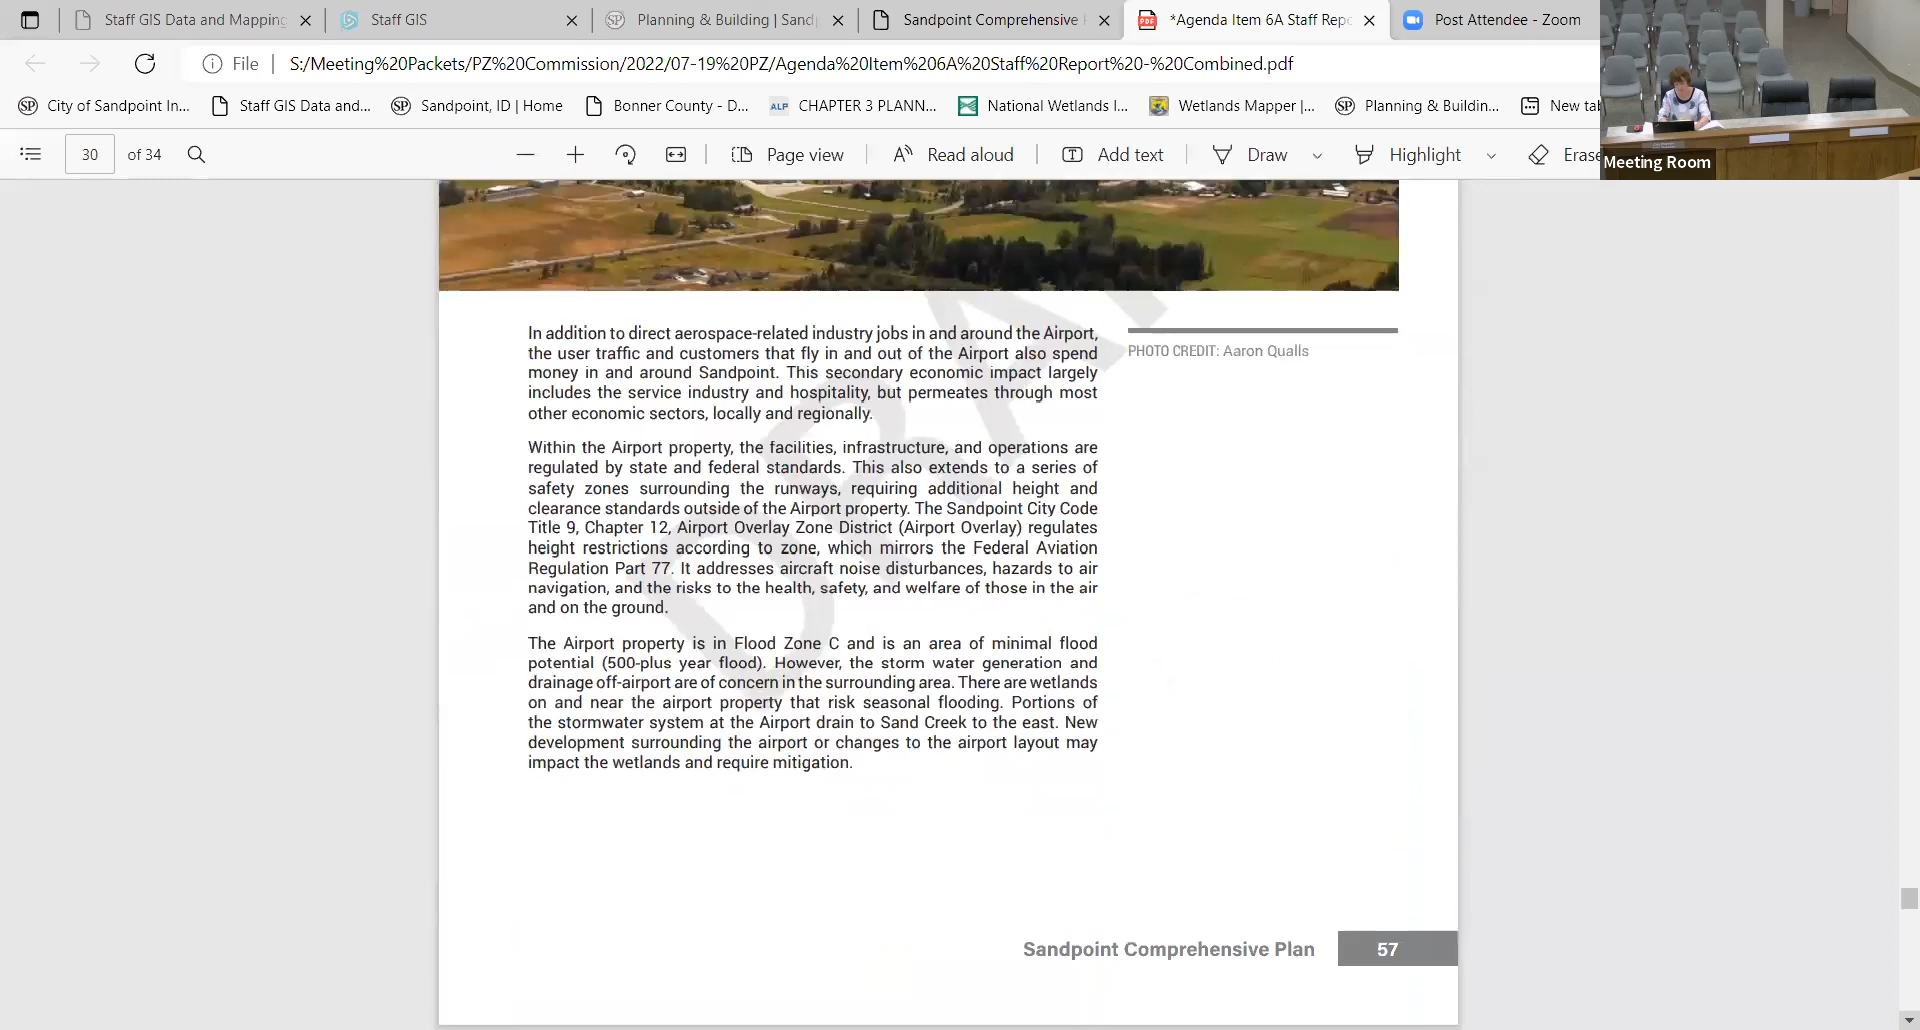 Staff GIS Data and Mapping
Staff GIS
Planning & Building | Sand
Sandpoint Comprehensive
*Agenda Item 6A Staff Rep
Post Attendee - Zoom
File
S:/Meeting%20Packets/PZ%20Commission/2022/07-19%20PZ/Agenda%20Item%206A%20Staff%20Report%20-%20Combined.pdf
City of Sandpoint In...
Staff GIS Data and...
Sandpoint, ID | Home
Bonner County - D...
ALP
CHAPTER 3 PLANN...
National Wetlands I...
Wetlands Mapper |...
Planning & Buildin...
New tab
30
of 34
Page view
Read aloud
Add text
Draw
Highlight
Erase
Meeting Room
DRA
In addition to direct aerospace-related industry jobs in and around the Airport,
the user traffic and customers that fly in and out of the Airport also spend
money in and around Sandpoint. This secondary economic impact largely
includes the service industry and hospitality, but permeates through most
other economic sectors, locally and regionally.
PHOTO CREDIT: Aaron Qualls
Within the Airport property, the facilities, infrastructure, and operations are
regulated by state and federal standards. This also extends to a series of
safety zones surrounding the runways, requiring additional height and
clearance standards outside of the Airport property. The Sandpoint City Code
Title 9, Chapter 12, Airport Overlay Zone District (Airport Overlay) regulates
height restrictions according to zone, which mirrors the Federal Aviation
Regulation Part 77. It addresses aircraft noise disturbances, hazards to air
navigation, and the risks to the health, safety, and welfare of those in the air
and on the ground.
The Airport property is in Flood Zone C and is an area of minimal flood
potential (500-plus year flood). However, the storm water generation and
drainage off-airport are of concern in the surrounding area. There are wetlands
on and near the airport property that risk seasonal flooding. Portions of
the stormwater system at the Airport drain to Sand Creek to the east. New
development surrounding the airport or changes to the airport layout may
impact the wetlands and require mitigation.
Sandpoint Comprehensive Plan
57